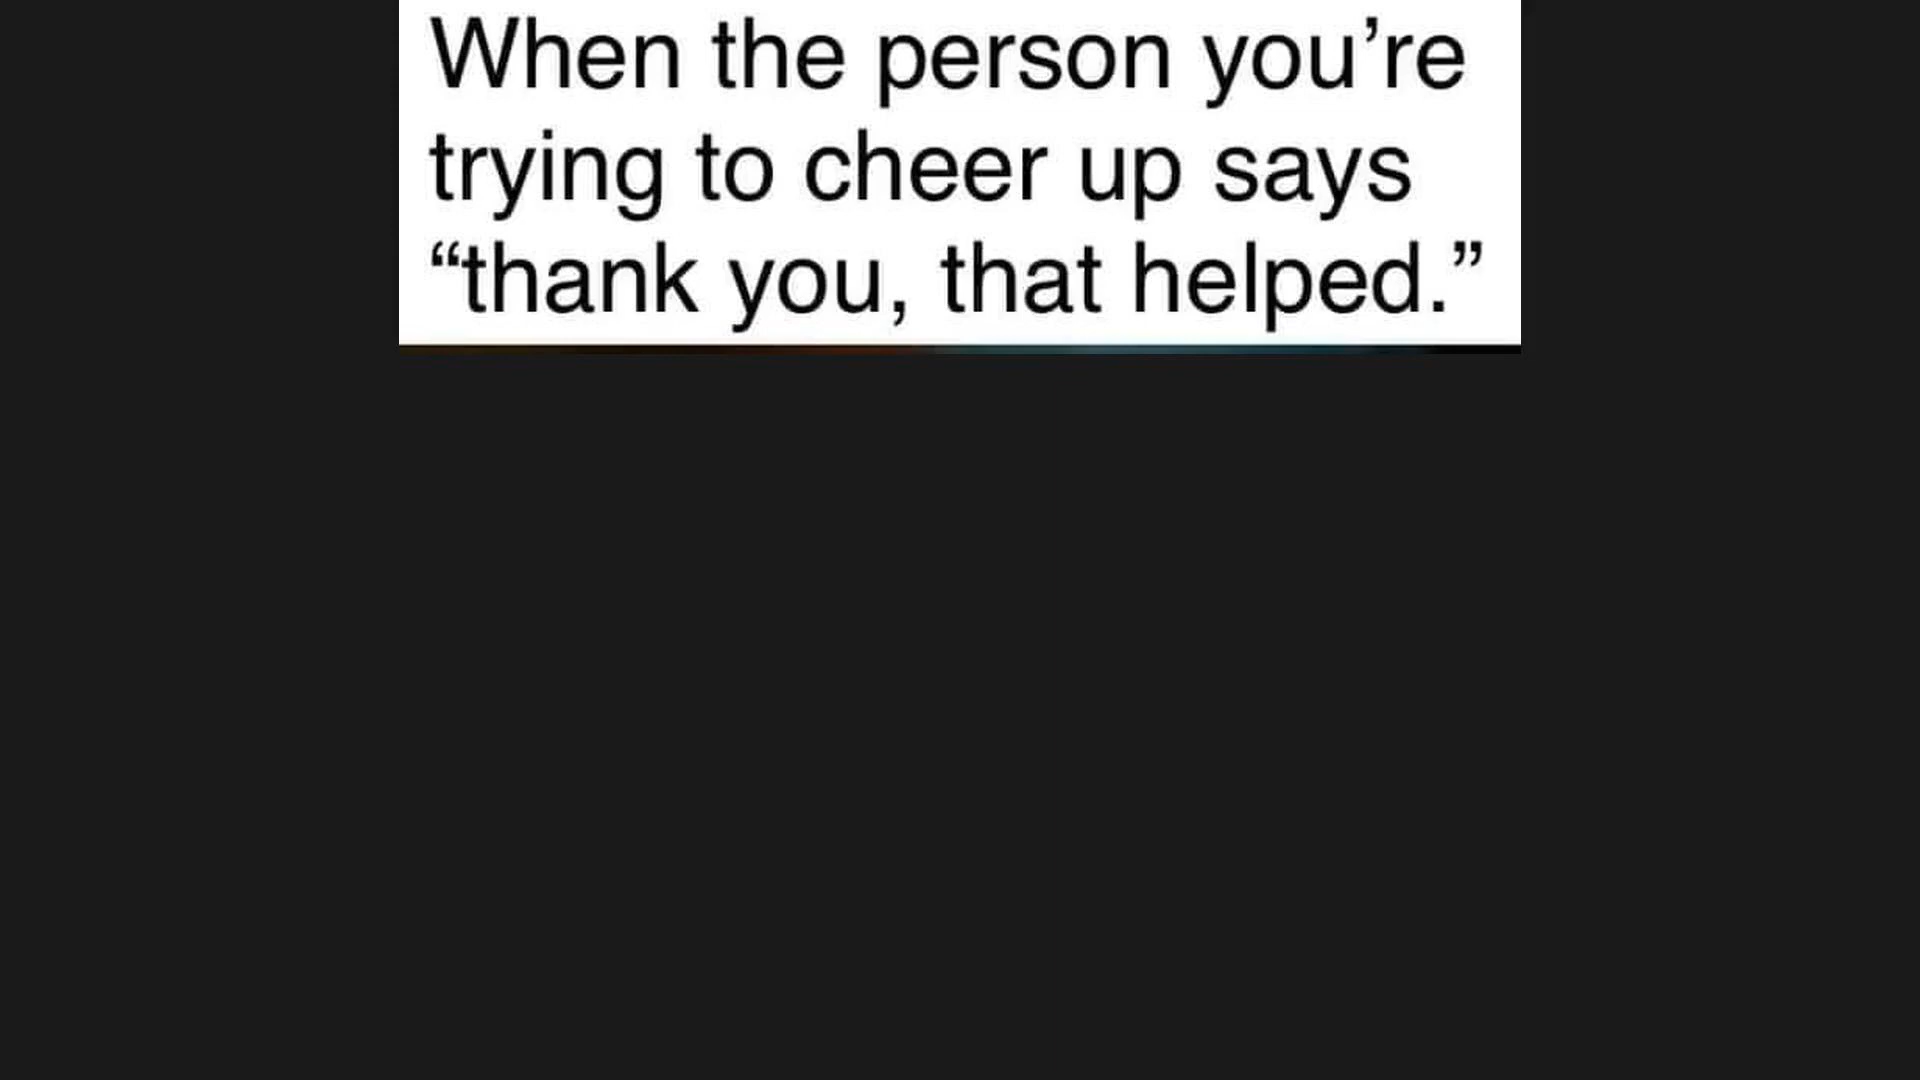 When the person you’re
trying to cheer up says
“thank you, that helped.”